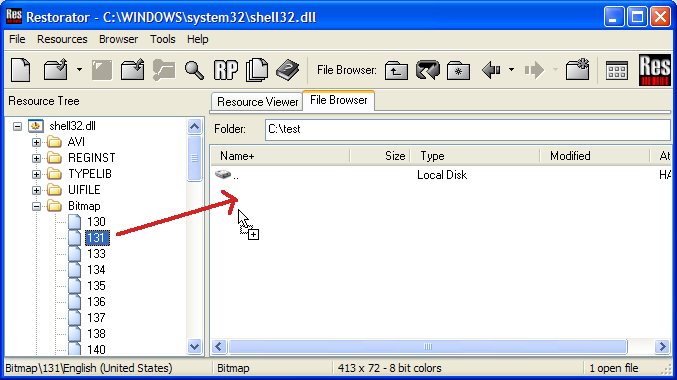 Res Restorator - C:\WINDOWS\system32\shell32.dll
File Resources Browser Tools Help
RP File Browser: Res
Resource Tree
Resource Viewer File Browser
Folder: C:\test
Name+ Size Type Modified At
.. Local Disk HA
shell32.dll
AVI
REGINST
TYPELIB
UIFILE
Bitmap
130
131
133
134
135
136
137
138
140
Bitmap\131\English (United States) Bitmap 413 x 72 - 8 bit colors 1 open file